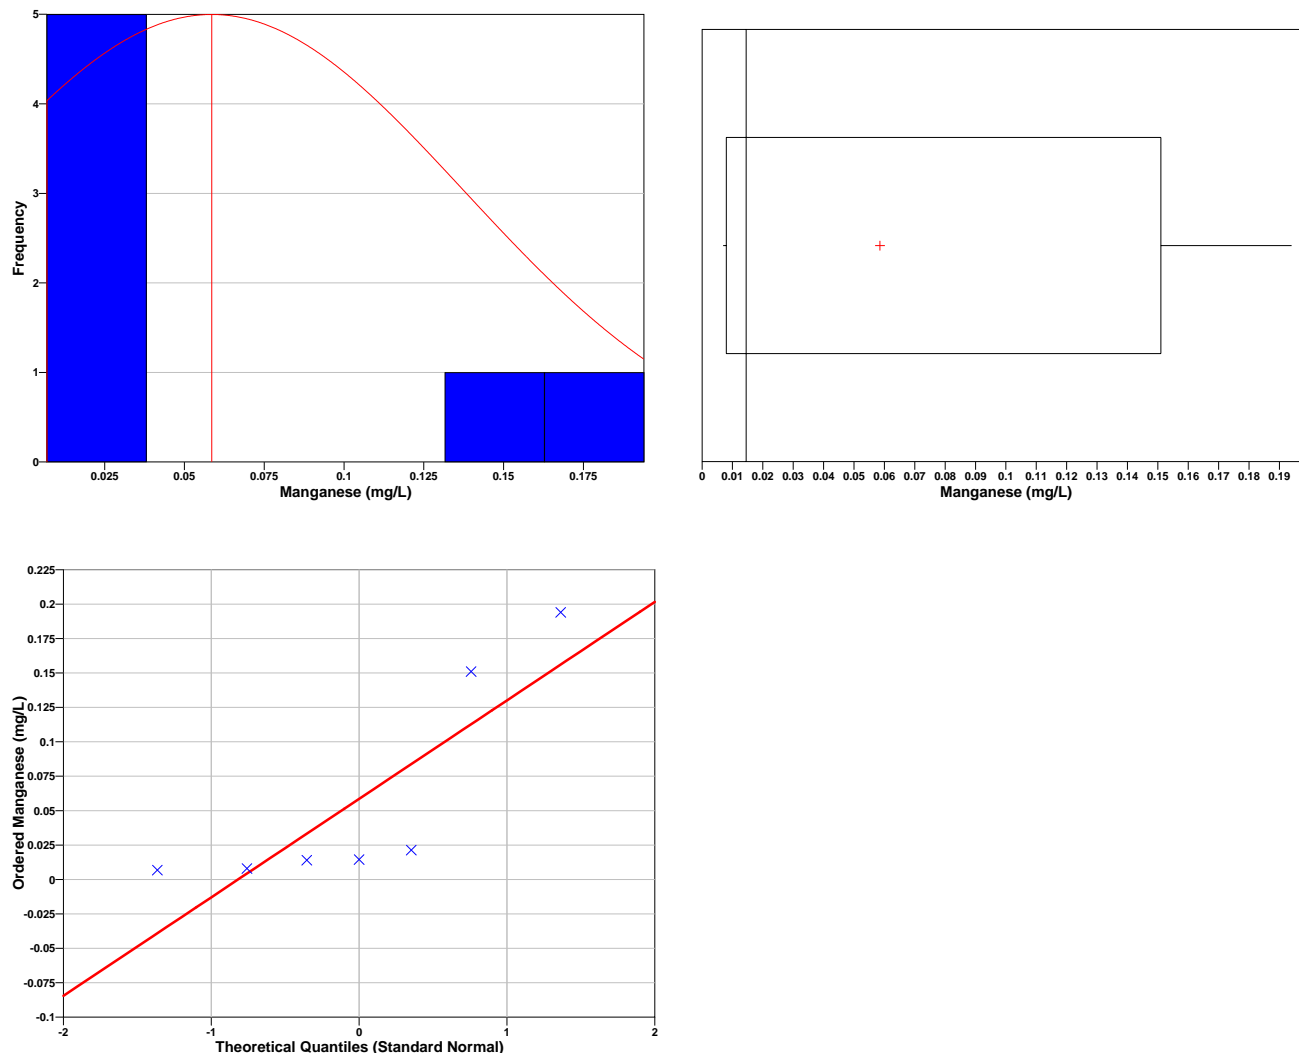 5
4
3
2
1
0
Frequency
0.025 0.05 0.075 0.1 0.125 0.15 0.175
Manganese (mg/L)
0 0.01 0.02 0.03 0.04 0.05 0.06 0.07 0.08 0.09 0.1 0.11 0.12 0.13 0.14 0.15 0.16 0.17 0.18 0.19
Manganese (mg/L)
0.225
0.2
0.175
0.15
0.125
0.1
0.075
0.05
0.025
0
-0.025
-0.05
-0.075
-0.1
Ordered Manganese (mg/L)
-2 -1 0 1 2
Theoretical Quantiles (Standard Normal)